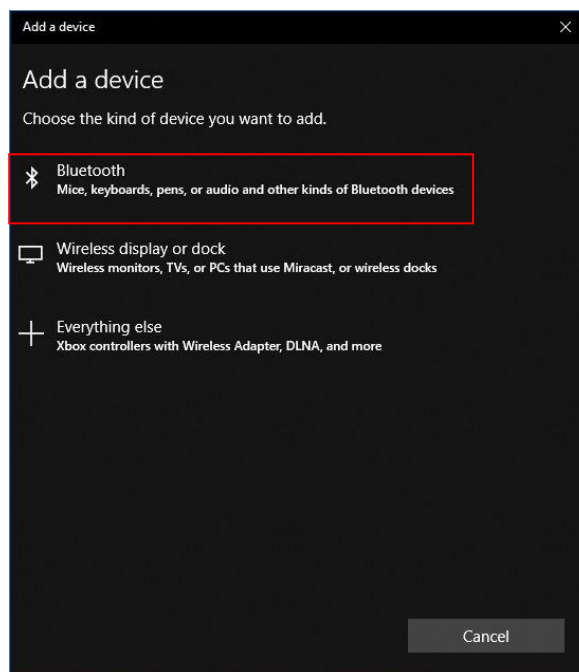 Add a device
Add a device
Choose the kind of device you want to add.
Bluetooth
Mice, keyboards, pens, or audio and other kinds of Bluetooth devices
Wireless display or dock
Wireless monitors, TVs, or PCs that use Miracast, or wireless docks
Everything else
Xbox controllers with Wireless Adapter, DLNA, and more
Cancel